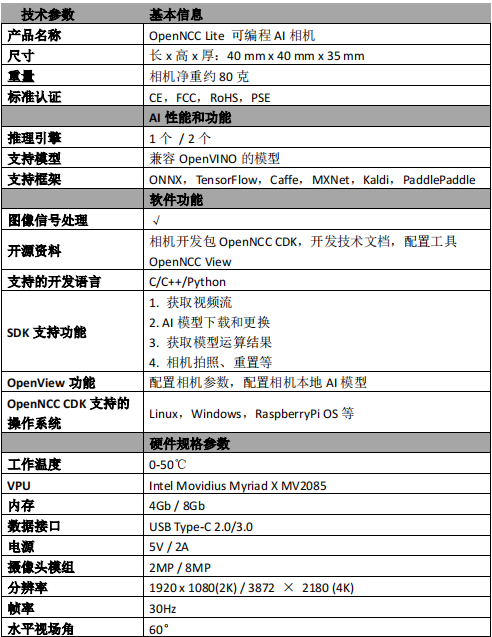 技术参数 基本信息
产品名称 OpenNCC Lite 可编程 AI 相机
尺寸 长 x 高 x 厚：40 mm x 40 mm x 35 mm
重量 相机净重约 80 克
标准认证 CE，FCC，RoHS，PSE
AI 性能和功能
推理引擎 1 个 / 2 个
支持模型 兼容 OpenVINO 的模型
支持框架 ONNX，TensorFlow，Caffe，MXNet，Kaldi，PaddlePaddle
软件功能
图像信号处理 √
开源资料 相机开发包 OpenNCC CDK，开发技术文档，配置工具
OpenNCC View
支持的开发语言 C/C++/Python
SDK 支持功能
1. 获取视频流
2. AI 模型下载和更换
3. 获取模型运算结果
4. 相机拍照、重置等
OpenView 功能 配置相机参数，配置相机本地 AI 模型
OpenNCC CDK 支持的
操作系统
Linux，Windows，RaspberryPi OS 等
硬件规格参数
工作温度 0-50℃
VPU Intel Movidius Myriad X MV2085
内存 4Gb / 8Gb
数据接口 USB Type-C 2.0/3.0
电源 5V / 2A
摄像头模组 2MP / 8MP
分辨率 1920 x 1080(2K) / 3872 × 2180 (4K)
帧率 30Hz
水平视场角 60°